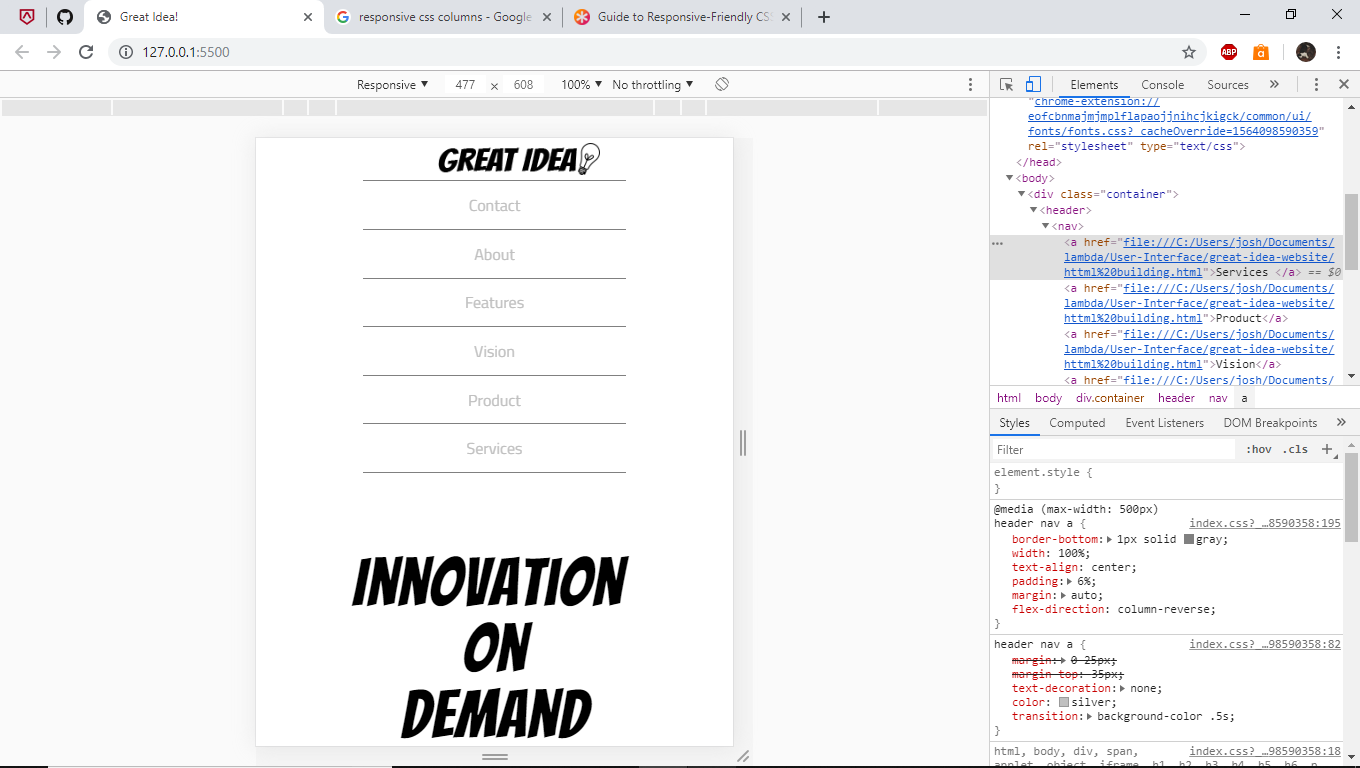 Great Idea!
responsive css columns - Google
Guide to Responsive-Friendly CS
127.0.0.1:5500
ABP
a
Responsive 477 x 608 100% No throttling
Elements Console Sources »
GREAT IDEA
Contact
About
Features
Vision
Product
Services
INNOVATION
ON
DEMAND
"chrome-extension://
eofcbnmajmjmplflapaojjnihcjkigck/common/ui/
fonts/fonts.css?_cacheOverride=1564098590359"
rel="stylesheet" type="text/css">
</head>
<body>
<div class="container">
<header>
<nav>
<a href="file:///C:/Users/josh/Documents/
lambda/User-Interface/great-idea-website/
httml%20building.html">Services </a> == $0
<a href="file:///C:/Users/josh/Documents/
lambda/User-Interface/great-idea-website/
httml%20building.html">Product</a>
<a href="file:///C:/Users/josh/Documents/
lambda/User-Interface/great-idea-website/
httml%20building.html">Vision</a>
<a href="file:///C:/Users/josh/Documents/
html body div.container header nav a
Styles Computed Event Listeners DOM Breakpoints »
Filter :hov .cls +
element.style {
}
@media (max-width: 500px)
header nav a { index.css?_…8590358:195
border-bottom: 1px solid gray;
width: 100%;
text-align: center;
padding: 6%;
margin: auto;
flex-direction: column-reverse;
}
header nav a { index.css?_…98590358:82
margin: 0 25px;
margin-top: 35px;
text-decoration: none;
color: silver;
transition: background-color .5s;
}
html, body, div, span, index.css?_…98590358:18
applet, object, iframe, h1, h2, h3, h4, h5, h6, p,